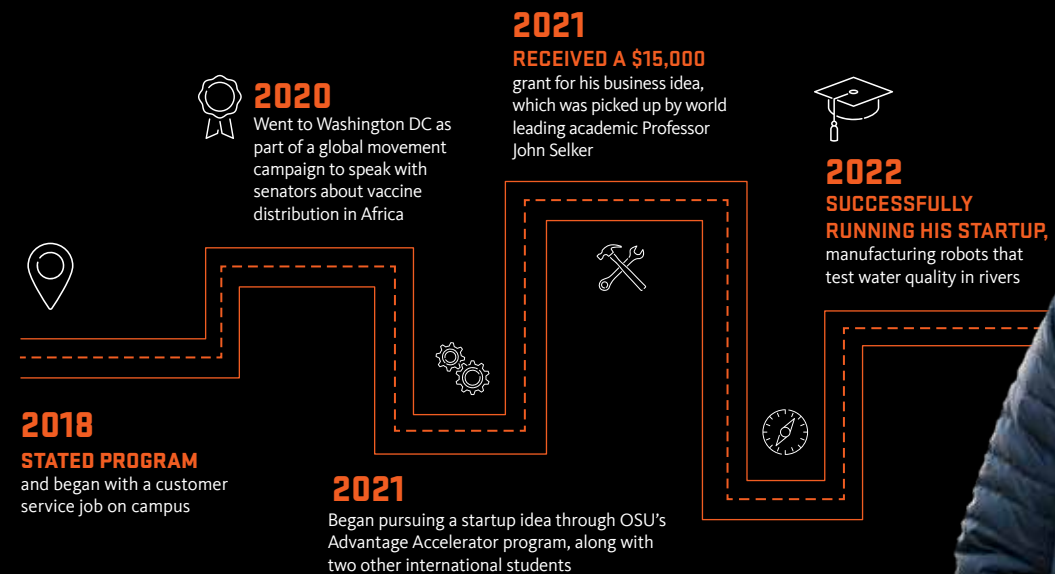 2018
STATED PROGRAM
and began with a customer
service job on campus
2020
Went to Washington DC as
part of a global movement
campaign to speak with
senators about vaccine
distribution in Africa
2021
Began pursuing a startup idea through OSU's
Advantage Accelerator program, along with
two other international students
2021
RECEIVED A $15,000
grant for his business idea,
which was picked up by world
leading academic Professor
John Selker
2022
SUCCESSFULLY
RUNNING HIS STARTUP,
manufacturing robots that
test water quality in rivers